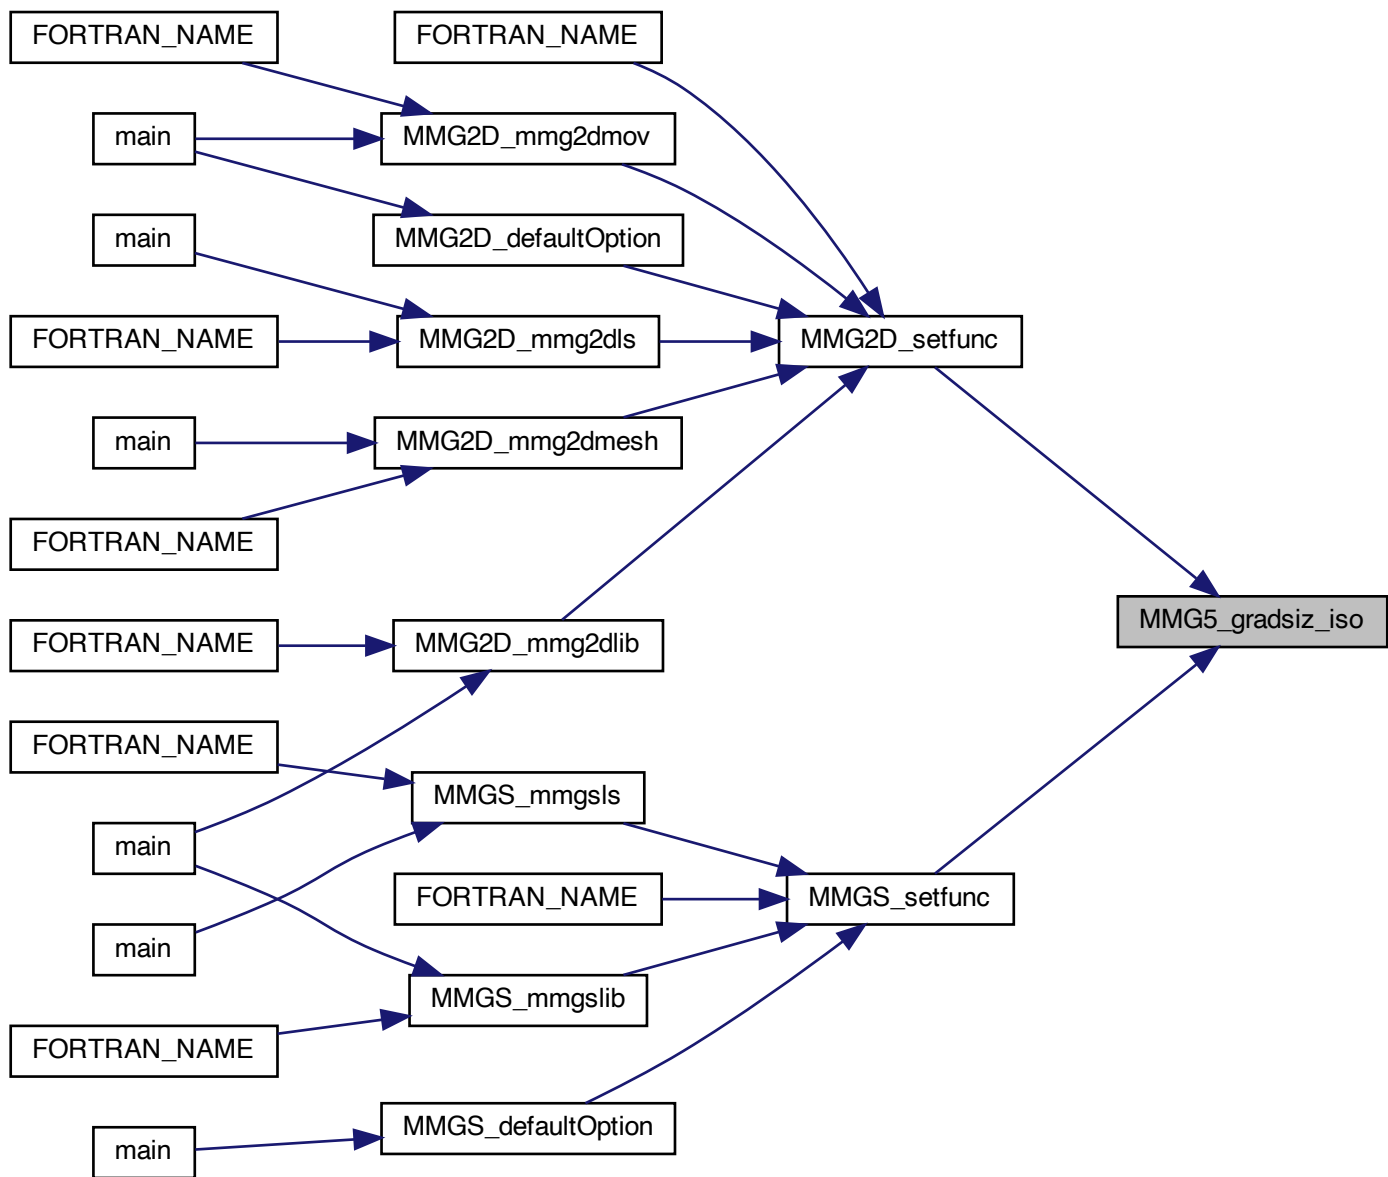 FORTRAN_NAME
FORTRAN_NAME
main
MMG2D_mmg2dmov
main
MMG2D_defaultOption
FORTRAN_NAME
MMG2D_mmg2dls
MMG2D_setfunc
main
MMG2D_mmg2dmesh
FORTRAN_NAME
MMG5_gradsiz_iso
FORTRAN_NAME
MMG2D_mmg2dlib
FORTRAN_NAME
MMGS_mmgsls
main
FORTRAN_NAME
MMGS_setfunc
main
MMGS_mmgslib
FORTRAN_NAME
MMGS_defaultOption
main